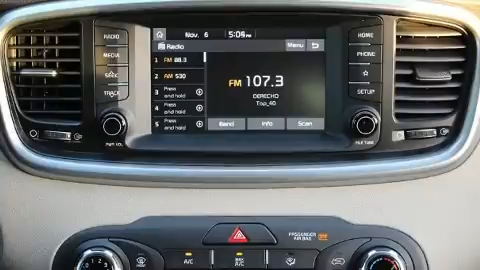 Nov. 6 5:09PM
RADIO
MEDIA
SEEK
TRACK
PWR VOL
Radio Menu
1 FM 88.3
2 AM 530
3 Press and hold
4 Press and hold
5 Press and hold
FM 107.3
DERECHO
Top_40
Band Info Scan
HOME
PHONE
SETUP
FILE TUNE
PASSENGER
AIR BAG
A/C
MAX
A/C